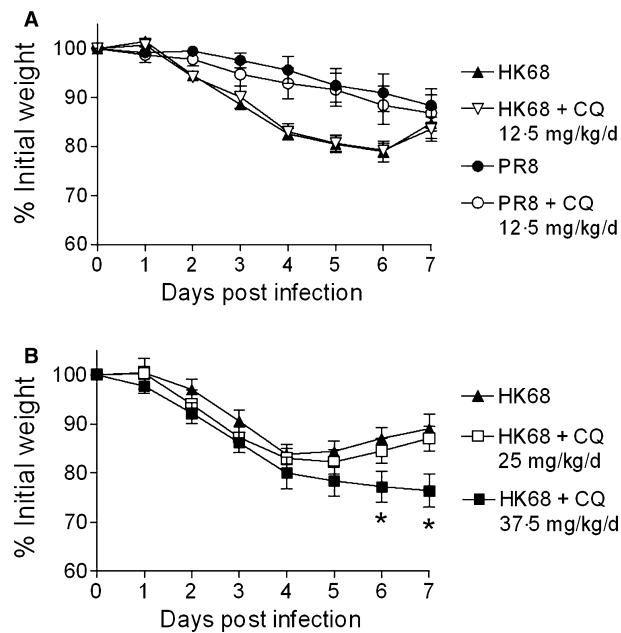 A
% Initial weight
100
90
80
70
60
0 1 2 3 4 5 6 7
Days post infection
HK68
HK68 + CQ
12·5 mg/kg/d
PR8
PR8 + CQ
12·5 mg/kg/d
B
% Initial weight
100
90
80
70
60
0 1 2 3 4 5 6 7
Days post infection
* *
HK68
HK68 + CQ
25 mg/kg/d
HK68 + CQ
37·5 mg/kg/d